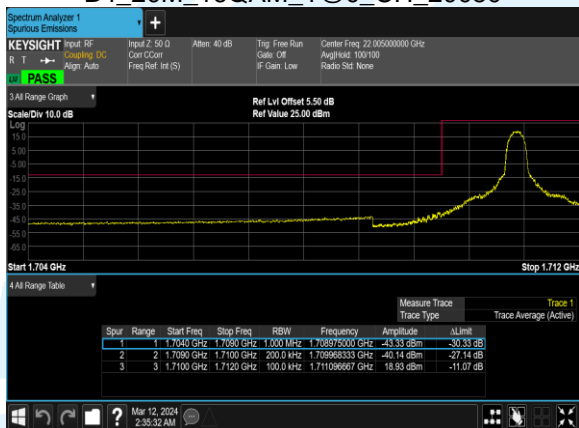 Spectrum Analyzer 1
Spurious Emissions
KEYSIGHT Input: RF Input Z: 50 Ω Atten: 40 dB Trig: Free Run Center Freq: 22.005000000 GHz
R T Coupling: DC Corr CCorr Gate: Off Avg|Hold: 100/100
Align: Auto Freq Ref: Int (S) IF Gain: Low Radio Std: None
PASS
3 All Range Graph Ref Lvl Offset 5.50 dB
Scale/Div 10.0 dB Ref Value 25.00 dBm
Log
15.0
5.00
-5.00
-15.0
-25.0
-35.0
-45.0
-55.0
-65.0
Start 1.704 GHz Stop 1.712 GHz
4 All Range Table
Measure Trace Trace 1
Trace Type Trace Average (Active)
Spur Range Start Freq Stop Freq RBW Frequency Amplitude ΔLimit
1 1 1.7040 GHz 1.7090 GHz 1.000 MHz 1.708975000 GHz -43.33 dBm -30.33 dB
2 2 1.7090 GHz 1.7100 GHz 200.0 kHz 1.709968333 GHz -40.14 dBm -27.14 dB
3 3 1.7100 GHz 1.7120 GHz 100.0 kHz 1.711096667 GHz 18.93 dBm -11.07 dB
? Mar 12, 2024
2:35:32 AM